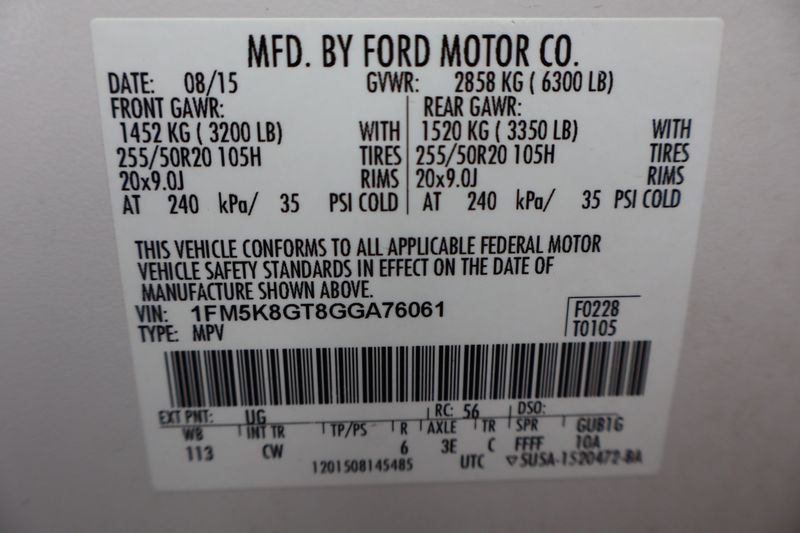 MFD. BY FORD MOTOR CO.
DATE: 08/15 GVWR: 2858 KG ( 6300 LB)
FRONT GAWR: REAR GAWR:
1452 KG ( 3200 LB) WITH 1520 KG ( 3350 LB) WITH
255/50R20 105H TIRES 255/50R20 105H TIRES
20x9.0J RIMS 20x9.0J RIMS
AT 240 kPa/ 35 PSI COLD AT 240 kPa/ 35 PSI COLD
THIS VEHICLE CONFORMS TO ALL APPLICABLE FEDERAL MOTOR
VEHICLE SAFETY STANDARDS IN EFFECT ON THE DATE OF
MANUFACTURE SHOWN ABOVE.
VIN: 1FM5K8GT8GGA76061 F0228
TYPE: MPV T0105
EXT PNT: UG RC: 56 DSO:
WB INT TR TP/PS R AXLE TR SPR GUB1G
113 CW 6 3E C FFFF 10A
1201508145485 UTC ▽SUSA-1520472-BA